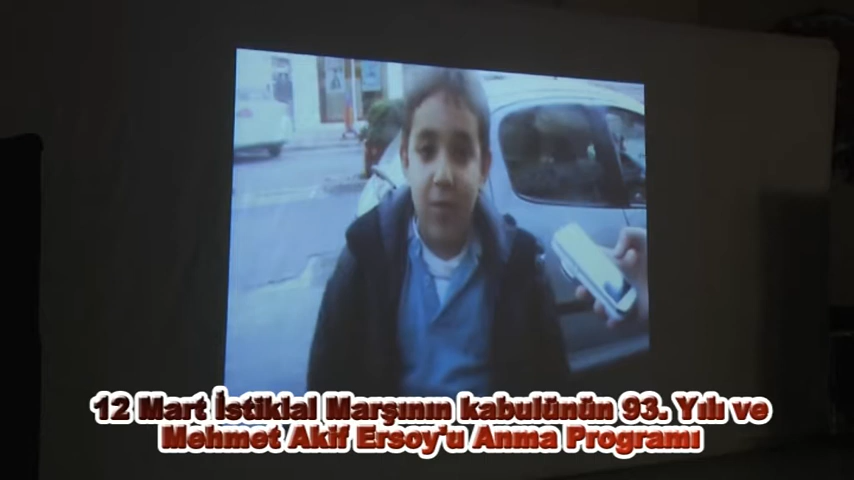 12 Mart İstiklal Marşının kabulünün 93. Yılı ve
Mehmet Akif Ersoy'u Anma Programı